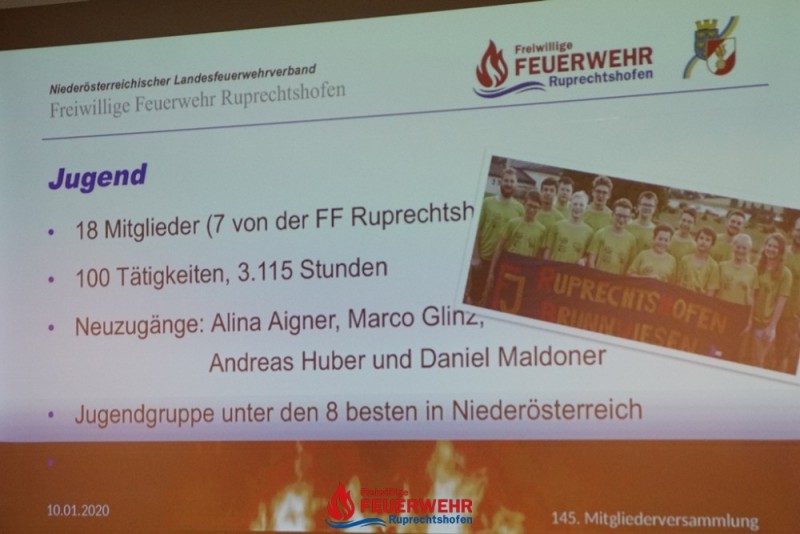 Niederösterreichischer Landesfeuerwehrverband
Freiwillige Feuerwehr Ruprechtshofen
Freiwillige
FEUERWEHR
Ruprechtshofen
Jugend
• 18 Mitglieder (7 von der FF Ruprechtsh
• 100 Tätigkeiten, 3.115 Stunden
• Neuzugänge: Alina Aigner, Marco Glinz,
Andreas Huber und Daniel Maldoner
• Jugendgruppe unter den 8 besten in Niederösterreich
FJ RUPRECHTSHOFEN
BRUNNWIESEN
10.01.2020
Freiwillige
FEUERWEHR
Ruprechtshofen
145. Mitgliederversammlung